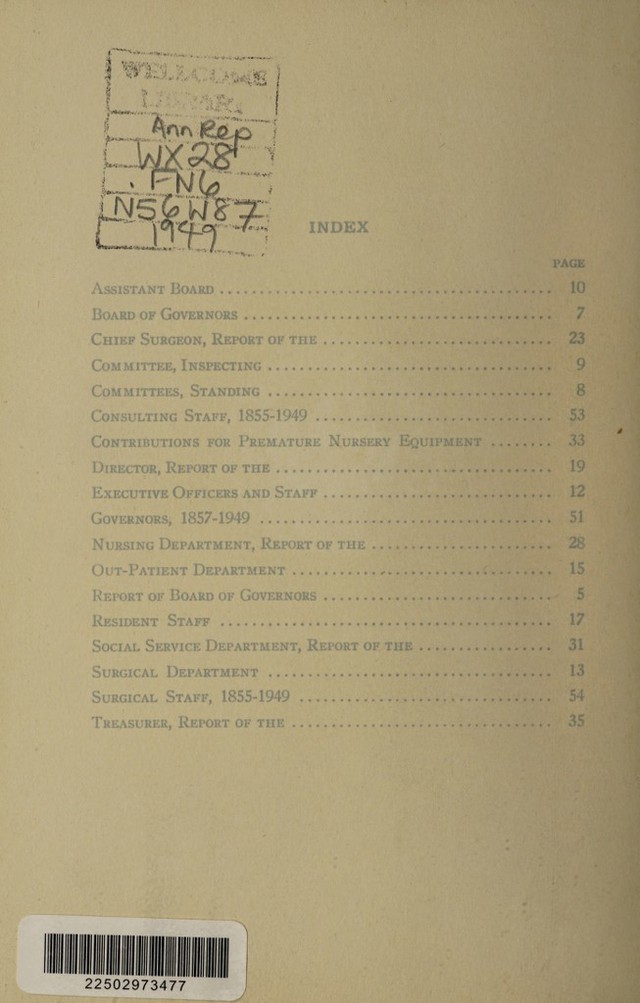 WELLCOME
LIBRARY
Ann Rep
WX28
.FN6
N56W87
1949
INDEX
PAGE
Assistant Board ........................................ 10
Board of Governors ........................................ 7
Chief Surgeon, Report of the ............................. 23
Committee, Inspecting .................................... 9
Committees, Standing .................................... 8
Consulting Staff, 1855-1949 .............................. 53
Contributions for Premature Nursery Equipment ........ 33
Director, Report of the ................................... 19
Executive Officers and Staff ............................. 12
Governors, 1857-1949 ..................................... 51
Nursing Department, Report of the ....................... 28
Out-Patient Department ................................. 15
Report of Board of Governors ............................. 5
Resident Staff .......................................... 17
Social Service Department, Report of the ................. 31
Surgical Department .................................... 13
Surgical Staff, 1855-1949 ................................ 54
Treasurer, Report of the ................................. 35
22502973477